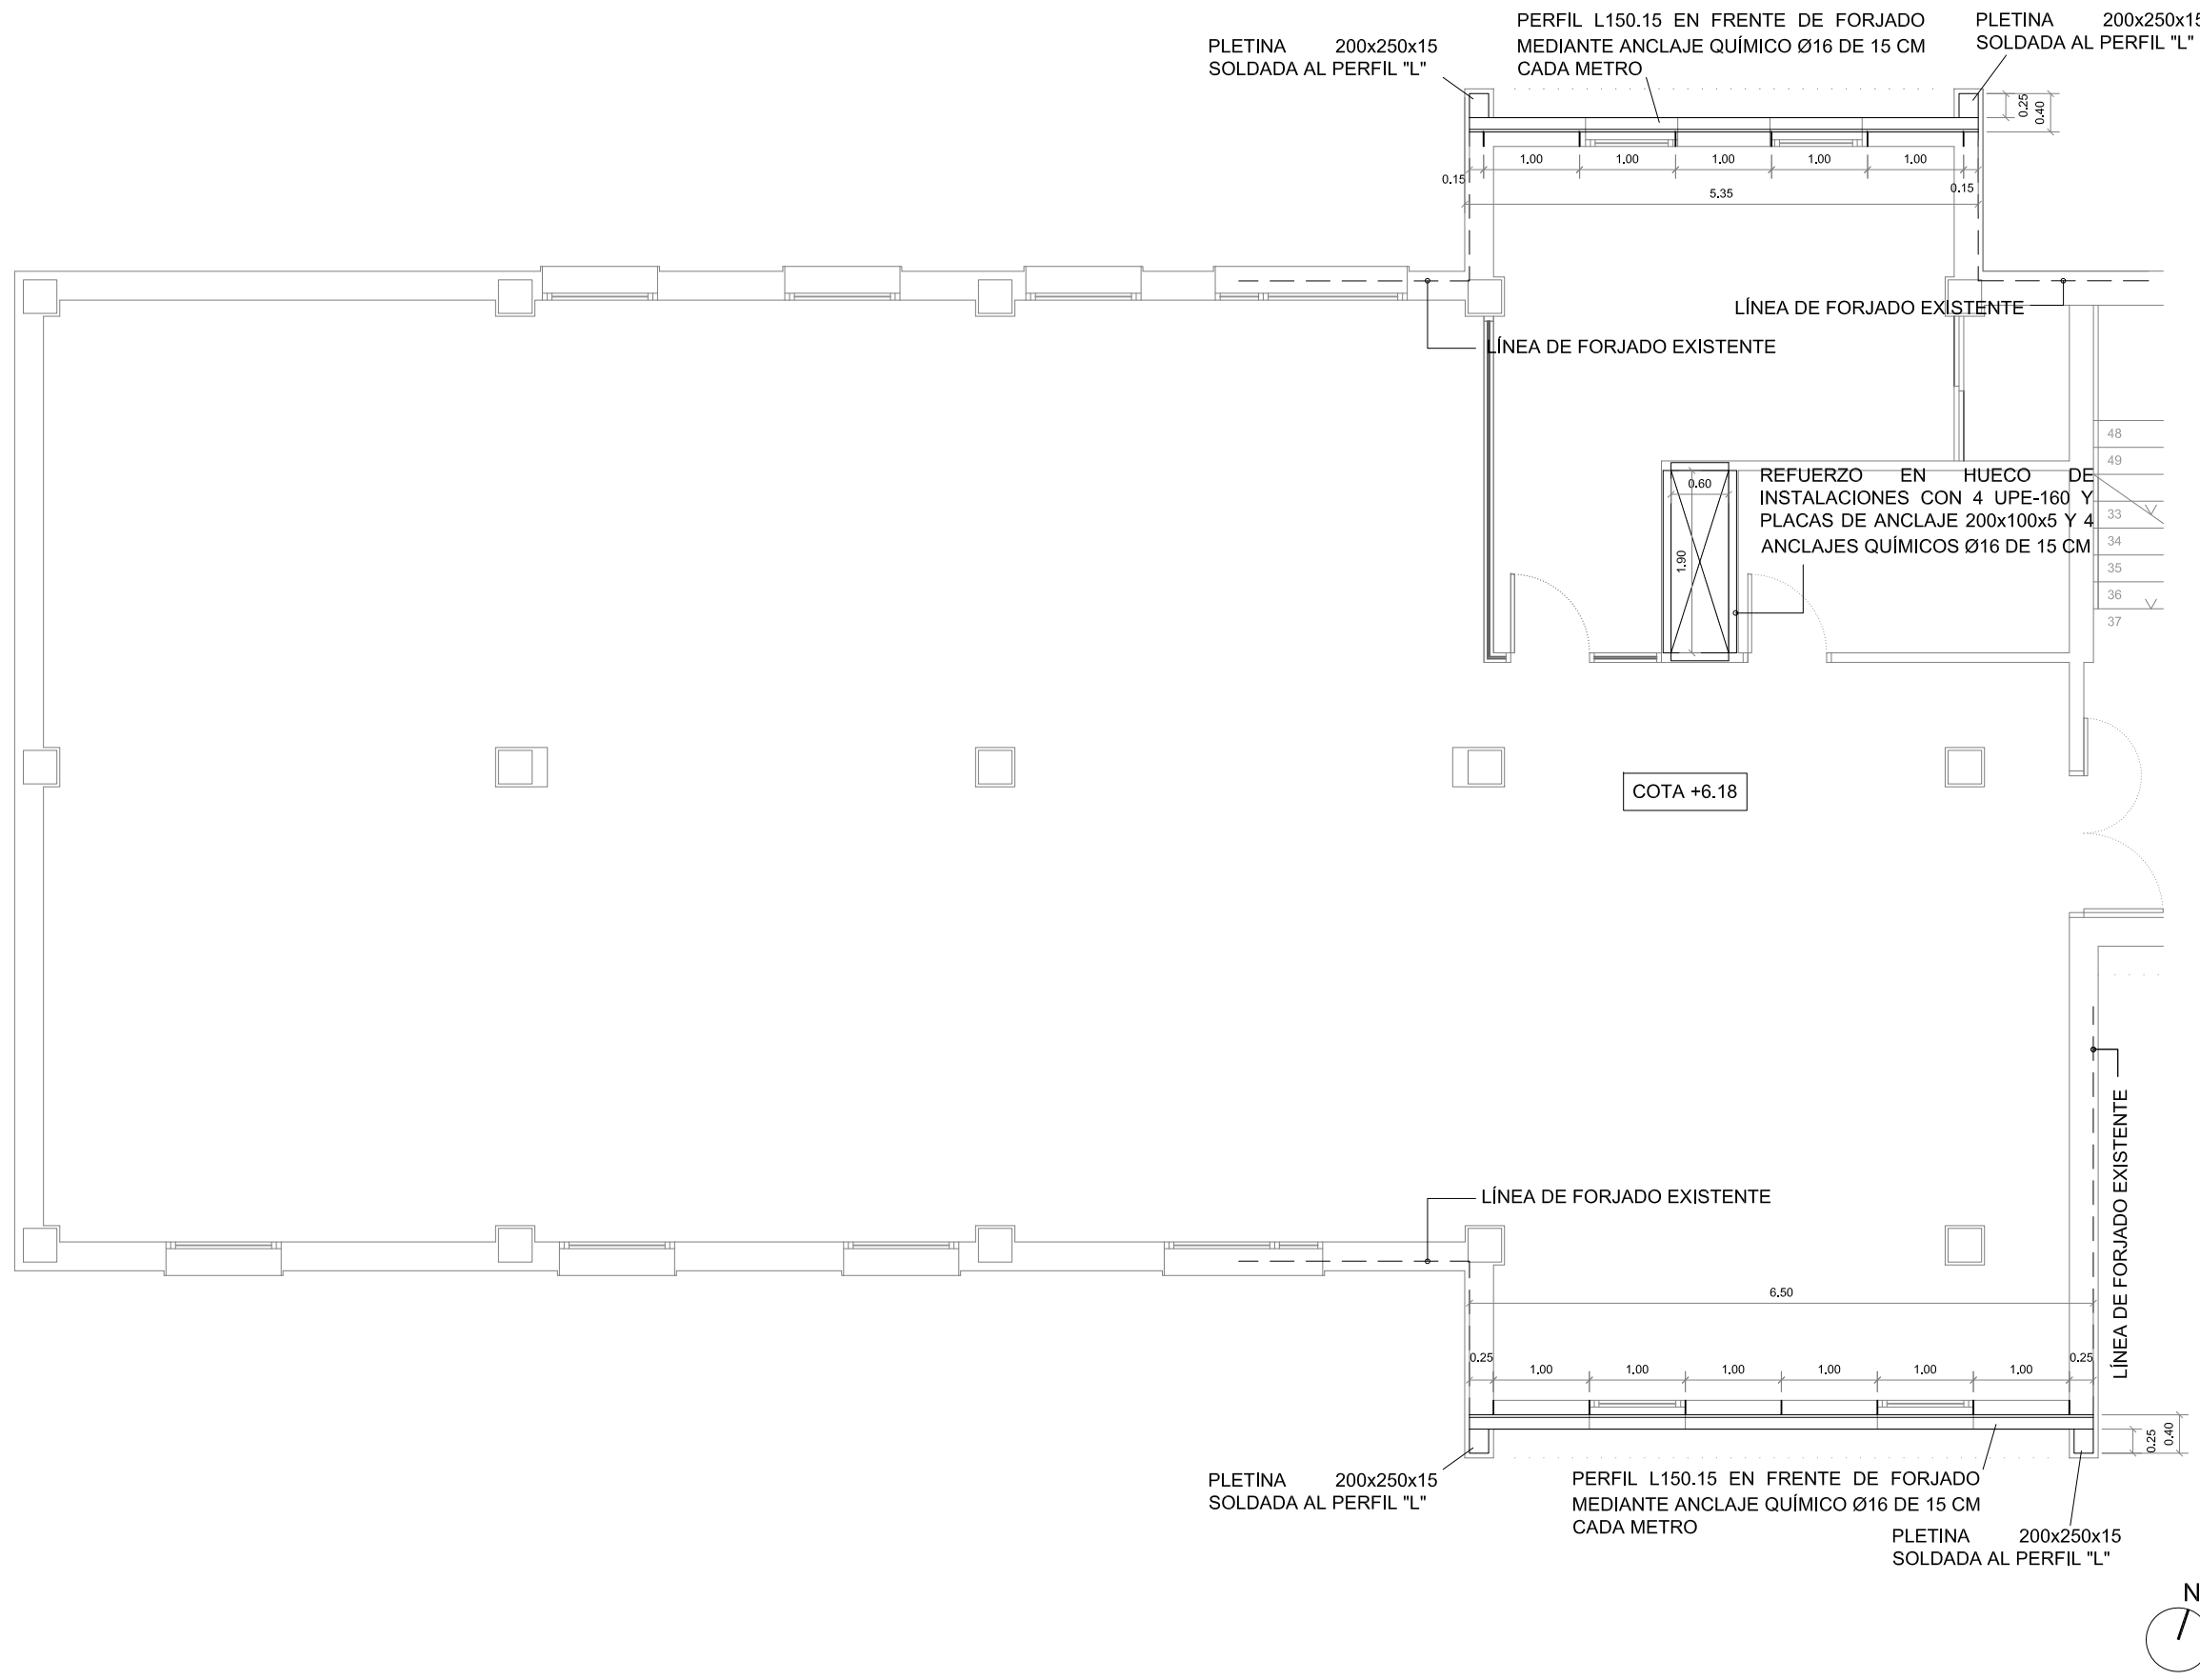 PERFIL L150.15 EN FRENTE DE FORJADO
MEDIANTE ANCLAJE QUÍMICO Ø16 DE 15 CM
CADA METRO
PLETINA 200x250x15
SOLDADA AL PERFIL "L"
PLETINA 200x250x15
SOLDADA AL PERFIL "L"
0.25
0.40
1.00
1.00
1.00
1.00
1.00
0.15
0.15
5.35
LÍNEA DE FORJADO EXISTENTE
LÍNEA DE FORJADO EXISTENTE
48
49
33
34
35
36
37
REFUERZO EN HUECO DE
INSTALACIONES CON 4 UPE-160 Y
PLACAS DE ANCLAJE 200x100x5 Y 4
ANCLAJES QUÍMICOS Ø16 DE 15 CM
0.60
1.90
COTA +6.18
LÍNEA DE FORJADO EXISTENTE
LÍNEA DE FORJADO EXISTENTE
6.50
0.25
1.00
1.00
1.00
1.00
1.00
1.00
0.25
0.25
0.40
PLETINA 200x250x15
SOLDADA AL PERFIL "L"
PERFIL L150.15 EN FRENTE DE FORJADO
MEDIANTE ANCLAJE QUÍMICO Ø16 DE 15 CM
CADA METRO
PLETINA 200x250x15
SOLDADA AL PERFIL "L"
N